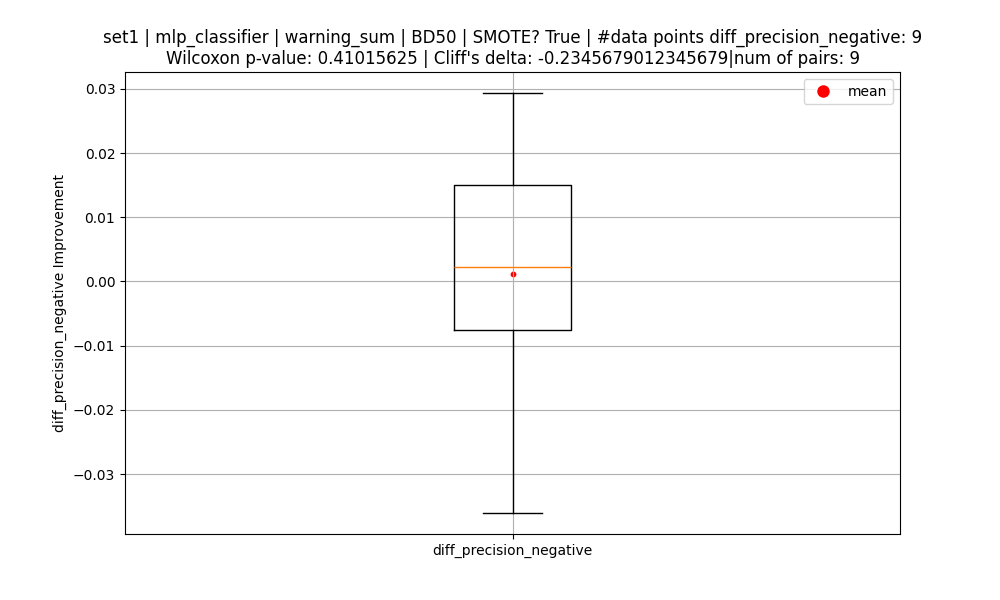 set1 | mlp_classifier | warning_sum | BD50 | SMOTE? True | #data points diff_precision_negative: 9
Wilcoxon p-value: 0.41015625 | Cliff's delta: -0.2345679012345679|num of pairs: 9
mean
0.03
0.02
0.01
0.00
−0.01
−0.02
−0.03
diff_precision_negative Improvement
diff_precision_negative